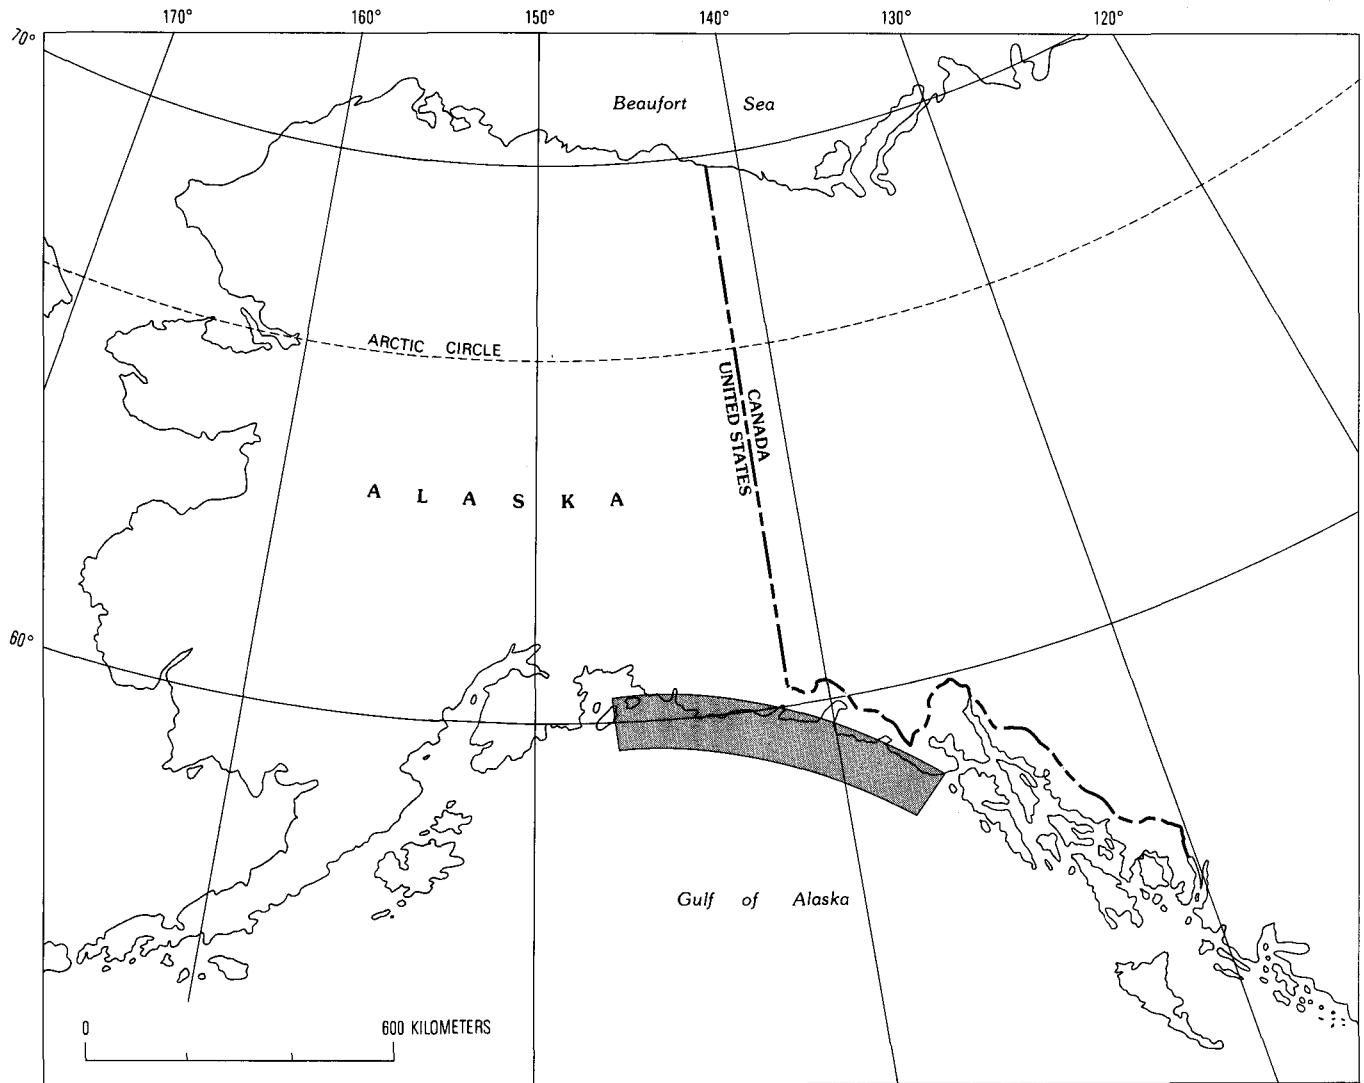 170° 160° 150° 140° 130° 120°
70°
Beaufort Sea
ARCTIC CIRCLE
CANADA
UNITED STATES
ALASKA
60°
Gulf of Alaska
0 600 KILOMETERS